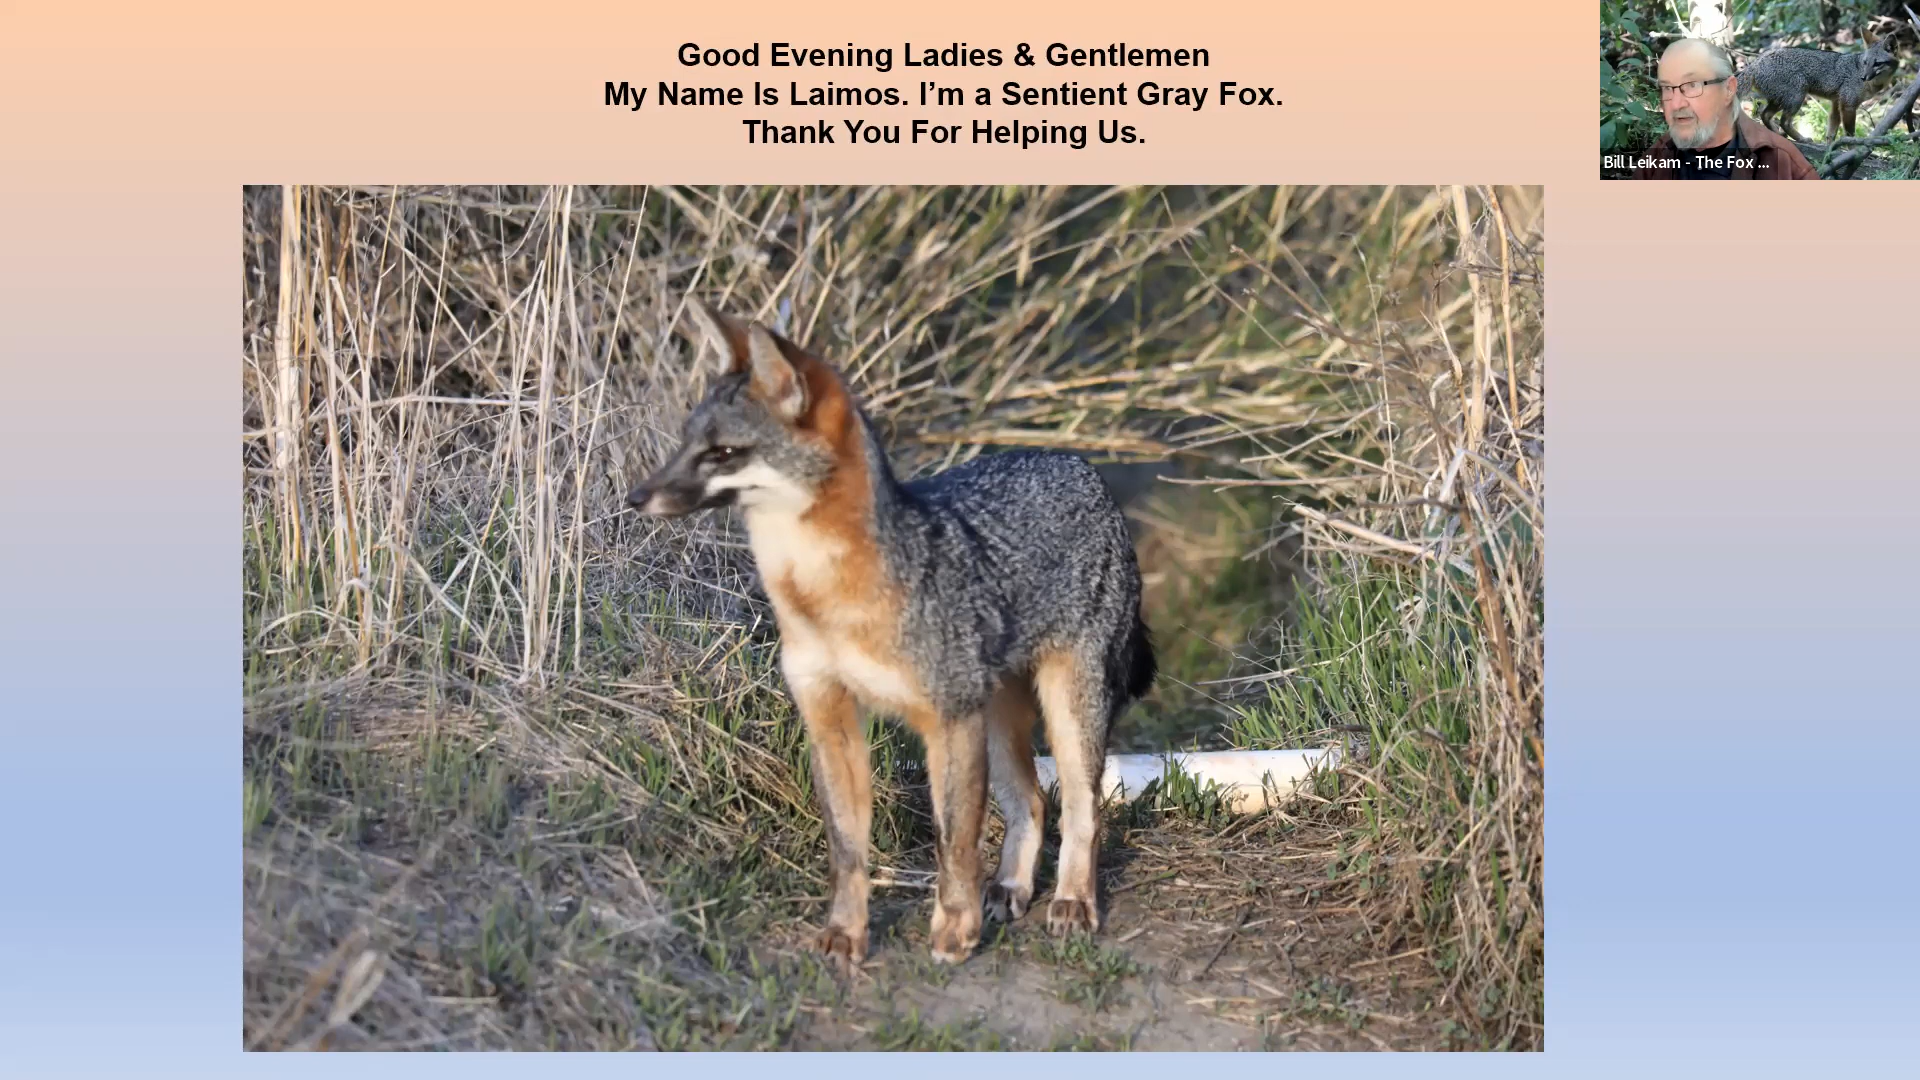 Good Evening Ladies & Gentlemen
My Name Is Laimos. I’m a Sentient Gray Fox.
Thank You For Helping Us.
Bill Leikam - The Fox ...